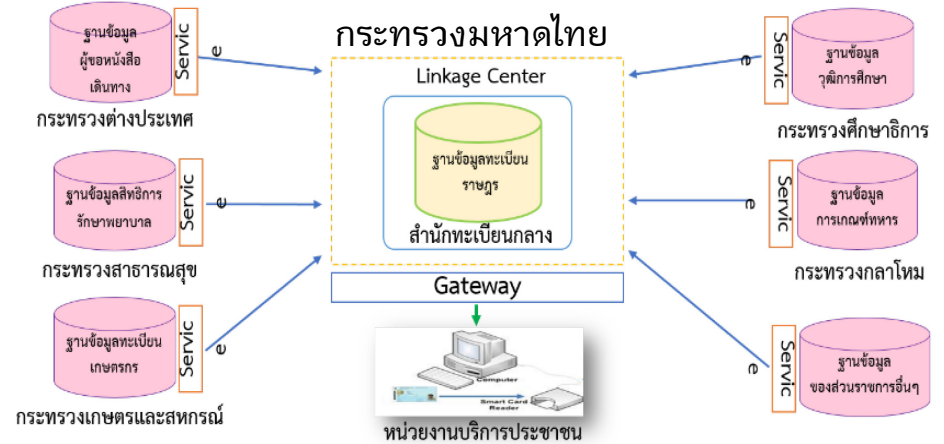 กระทรวงมหาดไทย
Linkage Center
ฐานข้อมูลทะเบียน
ราษฎร
สำนักทะเบียนกลาง
Gateway
Computer
Smart Card
Reader
หน่วยงานบริการประชาชน
ฐานข้อมูล
ผู้ขอหนังสือ
เดินทาง
Servic
e
กระทรวงต่างประเทศ
ฐานข้อมูลสิทธิการ
รักษาพยาบาล
Servic
e
กระทรวงสาธารณสุข
ฐานข้อมูลทะเบียน
เกษตรกร
Servic
e
กระทรวงเกษตรและสหกรณ์
Servic
e
ฐานข้อมูล
วุฒิการศึกษา
กระทรวงศึกษาธิการ
Servic
e
ฐานข้อมูล
การเกณฑ์ทหาร
กระทรวงกลาโหม
Servic
e
ฐานข้อมูล
ของส่วนราชการอื่นๆ